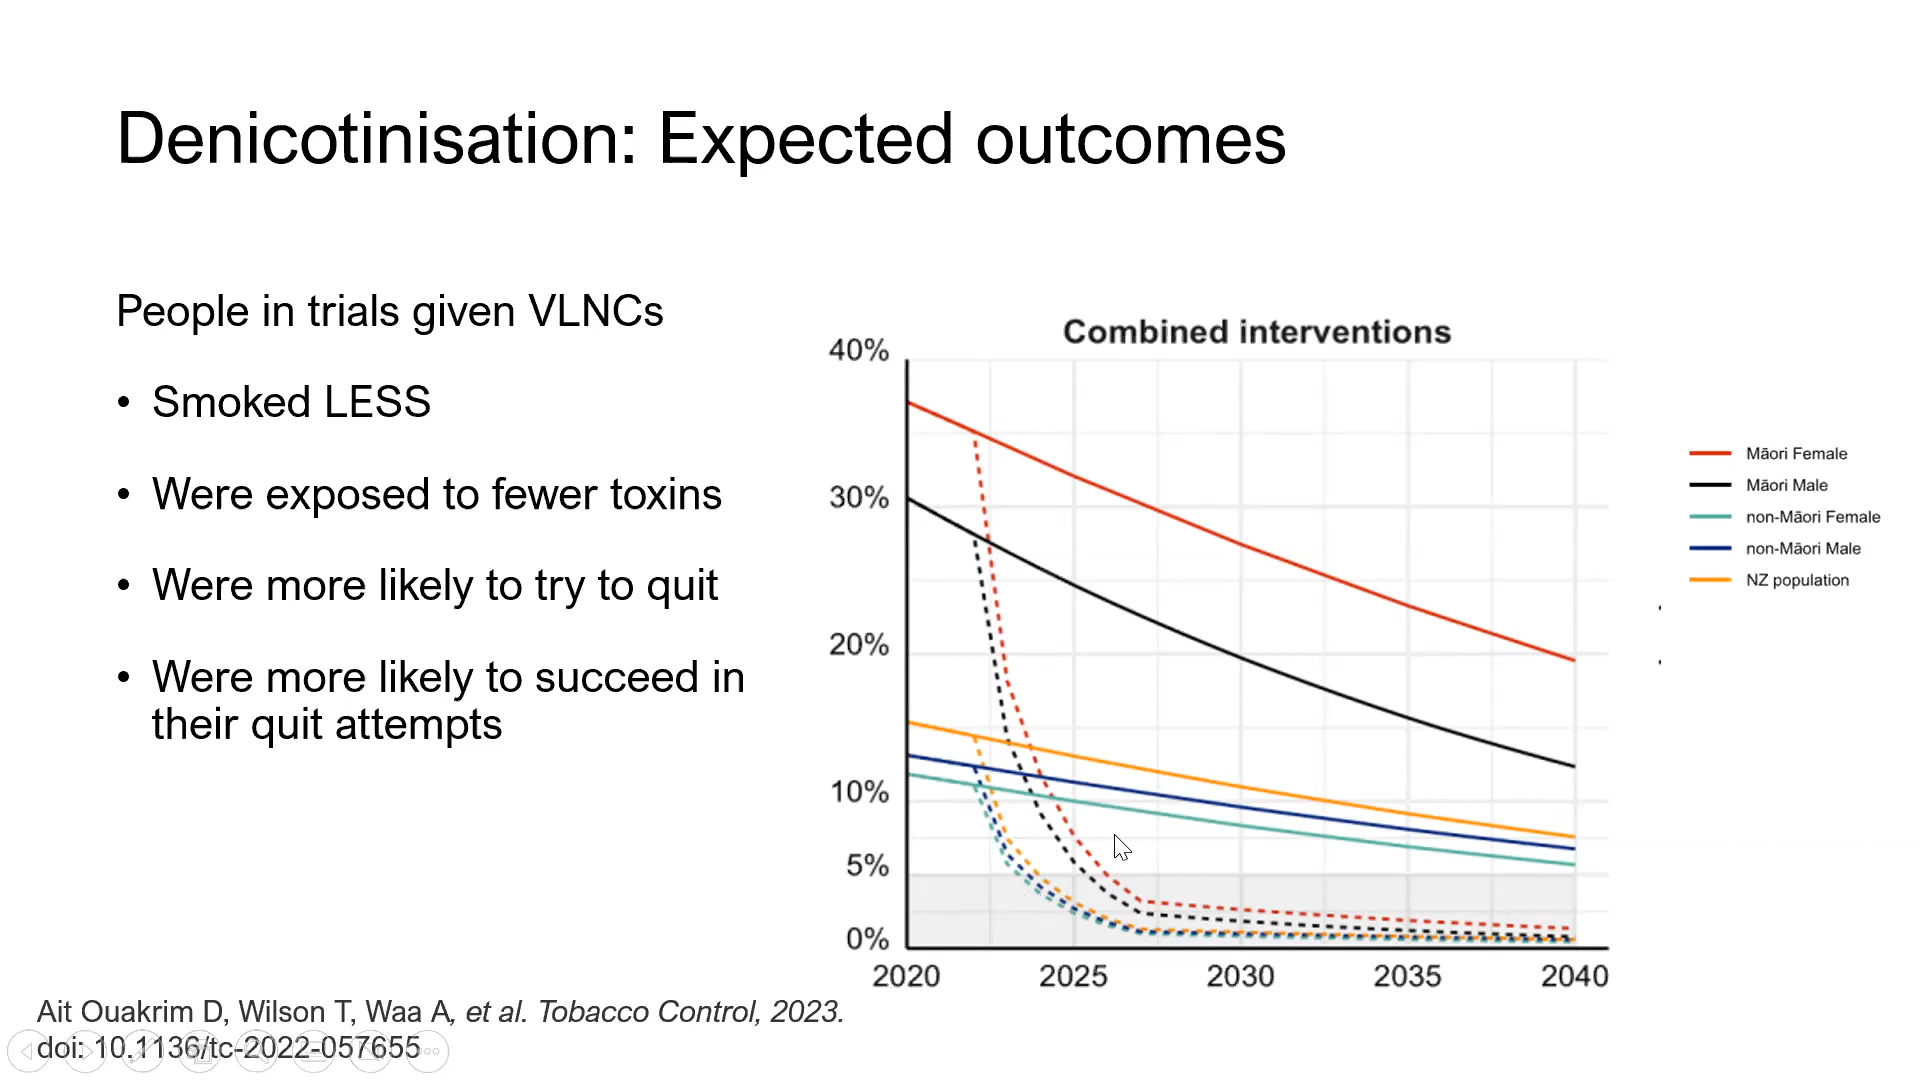 Denicotinisation: Expected outcomes
People in trials given VLNCs
• Smoked LESS
• Were exposed to fewer toxins
• Were more likely to try to quit
• Were more likely to succeed in
their quit attempts
Combined interventions
40%
30%
20%
10%
5%
0%
2020 2025 2030 2035 2040
Māori Female
Māori Male
non-Māori Female
non-Māori Male
NZ population
Ait Ouakrim D, Wilson T, Waa A, et al. Tobacco Control, 2023.
doi: 10.1136/tc-2022-057655